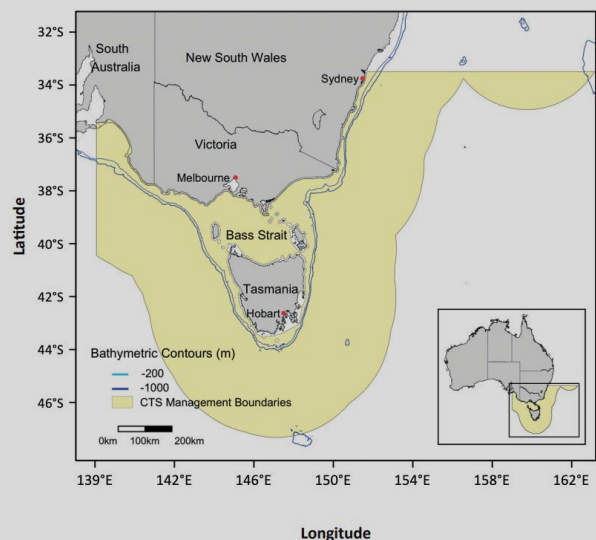 32°S
34°S
36°S
38°S
40°S
42°S
44°S
46°S
Latitude
South
Australia
New South Wales
Sydney
Victoria
Melbourne
Bass Strait
Tasmania
Hobart
Bathymetric Contours (m)
-200
-1000
CTS Management Boundaries
0km 100km 200km
139°E 142°E 146°E 150°E 154°E 158°E 162°E
Longitude